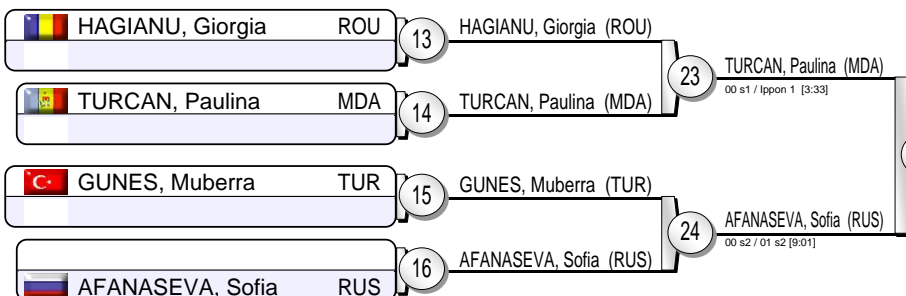 HAGIANU, Giorgia ROU
13
HAGIANU, Giorgia (ROU)
23
TURCAN, Paulina (MDA)
00 s1 / Ippon 1 [3:33]
TURCAN, Paulina MDA
14
TURCAN, Paulina (MDA)
GUNES, Muberra TUR
15
GUNES, Muberra (TUR)
24
AFANASEVA, Sofia (RUS)
00 s2 / 01 s2 [9:01]
16
AFANASEVA, Sofia (RUS)
AFANASEVA, Sofia RUS